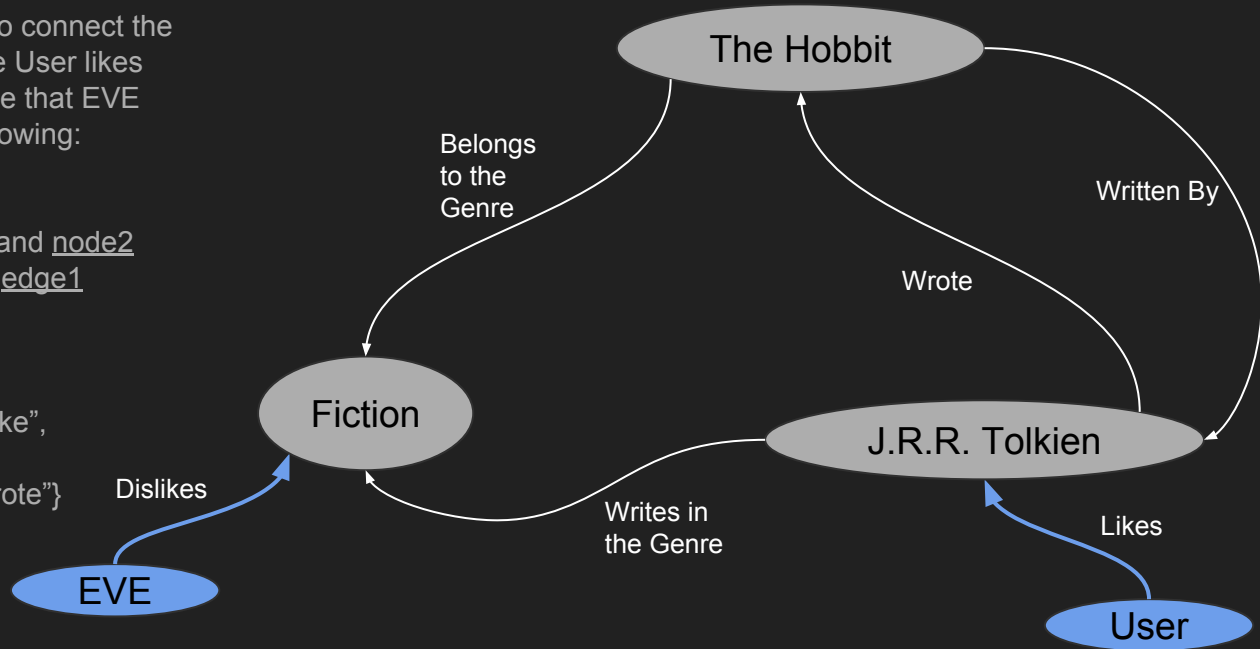 o connect the
e User likes
e that EVE
owing:
and node2
edge1
ke”,
rote”}
The Hobbit
Belongs
to the
Genre
Written By
Wrote
Fiction
J.R.R. Tolkien
Dislikes
Writes in
the Genre
Likes
EVE
User